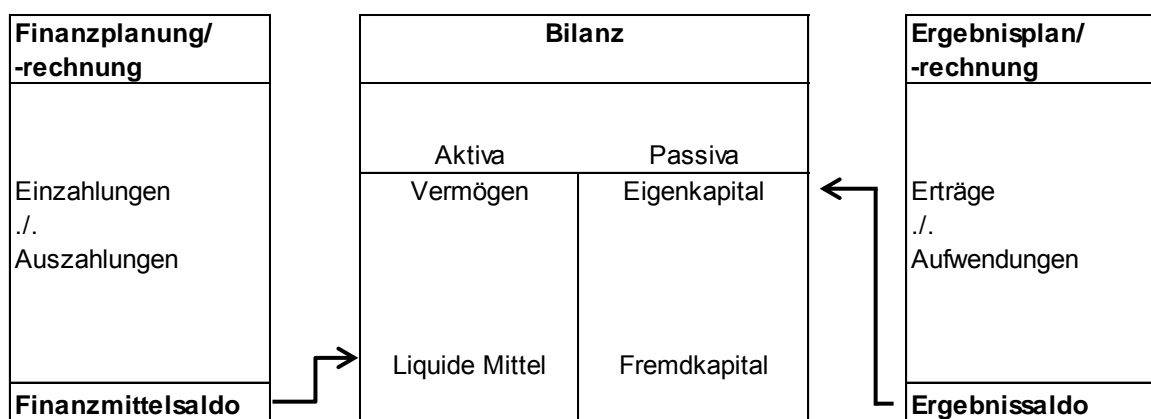 Finanzplanung/
-rechnung
Einzahlungen
./.
Auszahlungen
Finanzmittelsaldo
Bilanz
Aktiva Passiva
Vermögen Eigenkapital
Liquide Mittel Fremdkapital
Ergebnisplan/
-rechnung
Erträge
./.
Aufwendungen
Ergebnissaldo